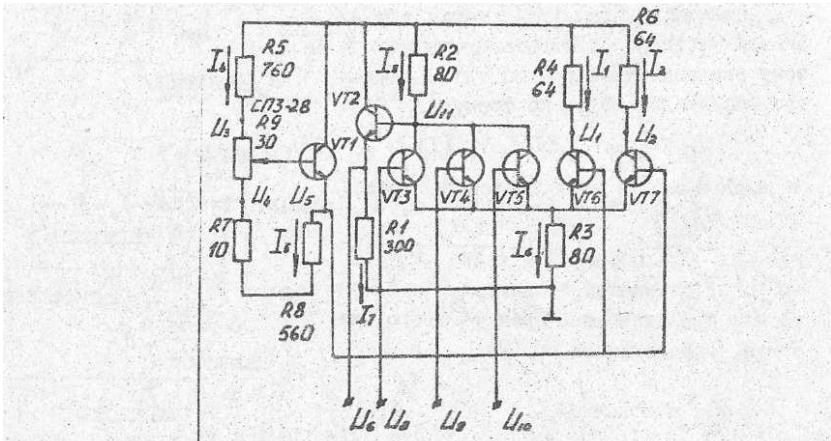 R6
64
I₄
R5
760
I₅
R2
80
R4
64
I₁
I₂
VT2
СП3-28
U₃
R9
30
VT1
U₁₁
U₁
U₂
U₄
U₅
VT3
VT4
VT5
VT6
VT7
R7
10
I₈
R1
300
I₆
R3
80
R8
560
I₇
U₆
U₈
U₉
U₁₀